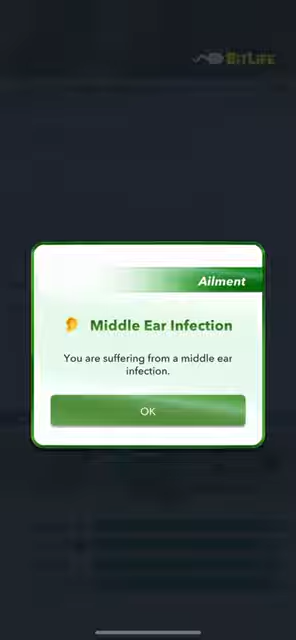 BitLife
Ailment
Middle Ear Infection
You are suffering from a middle ear
infection.
OK